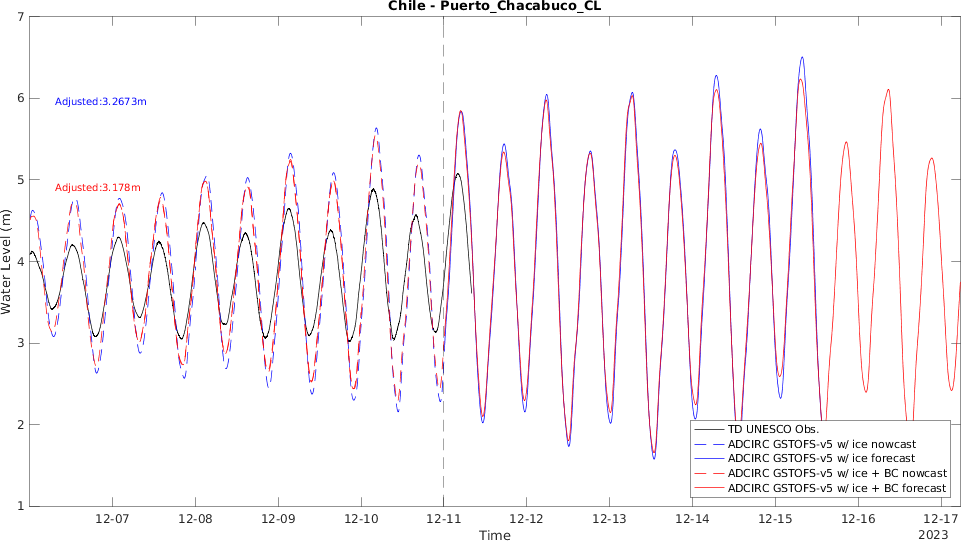 Chile - Puerto_Chacabuco_CL
7
6
5
4
3
2
1
Water Level (m)
Adjusted:3.2673m
Adjusted:3.178m
TD UNESCO Obs.
ADCIRC GSTOFS-v5 w/ ice nowcast
ADCIRC GSTOFS-v5 w/ ice forecast
ADCIRC GSTOFS-v5 w/ ice + BC nowcast
ADCIRC GSTOFS-v5 w/ ice + BC forecast
12-07 12-08 12-09 12-10 12-11 12-12 12-13 12-14 12-15 12-16 12-17
Time
2023